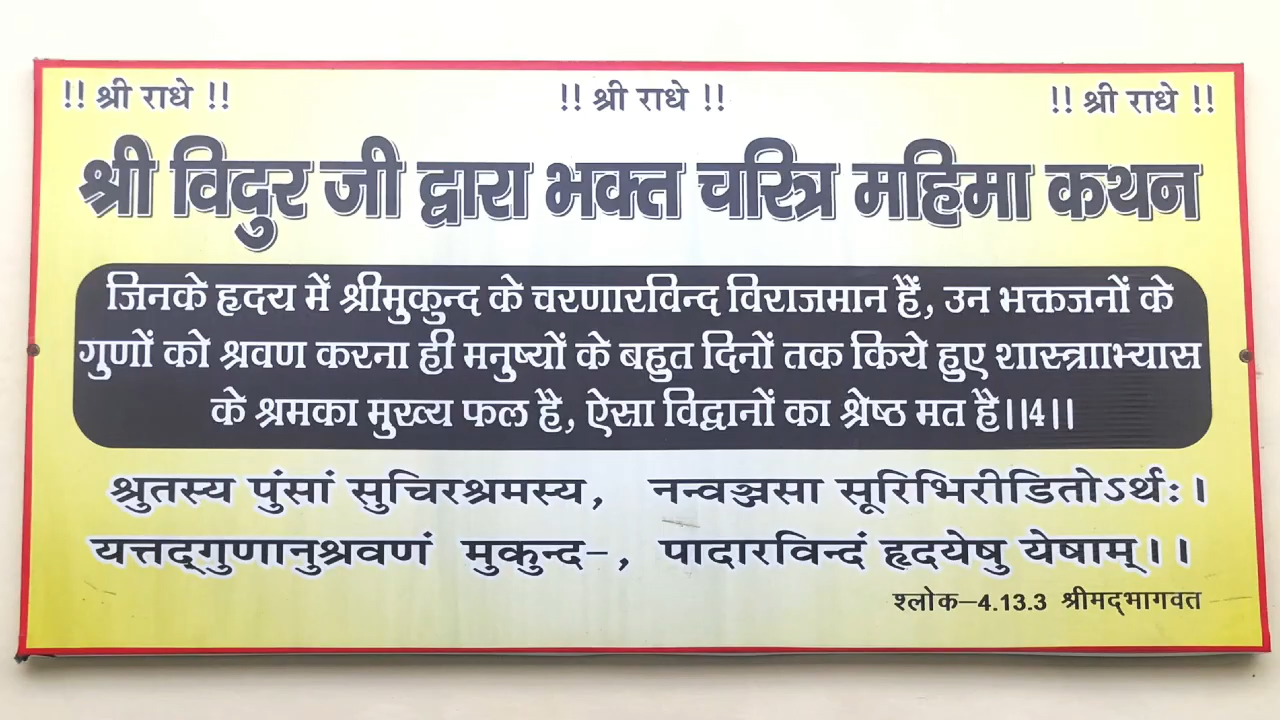 !! श्री राधे !! !! श्री राधे !! !! श्री राधे !!
श्री विदुर जी द्वारा भक्त चरित्र महिमा कथन
जिनके हृदय में श्रीमुकुन्द के चरणारविन्द विराजमान हैं, उन भक्तजनों के
गुणों को श्रवण करना ही मनुष्यों के बहुत दिनों तक किये हुए शास्त्रााभ्यास
के श्रमका मुख्य फल है, ऐसा विद्वानों का श्रेष्ठ मत है।।4।।
श्रुतस्य पुंसां सुचिरश्रमस्य, नन्वञ्जसा सूरिभिरीडितोऽर्थः।
यत्तद्गुणानुश्रवणं मुकुन्द-, पादारविन्दं हृदयेषु येषाम्।।
श्लोक-4.13.3 श्रीमद्भागवत